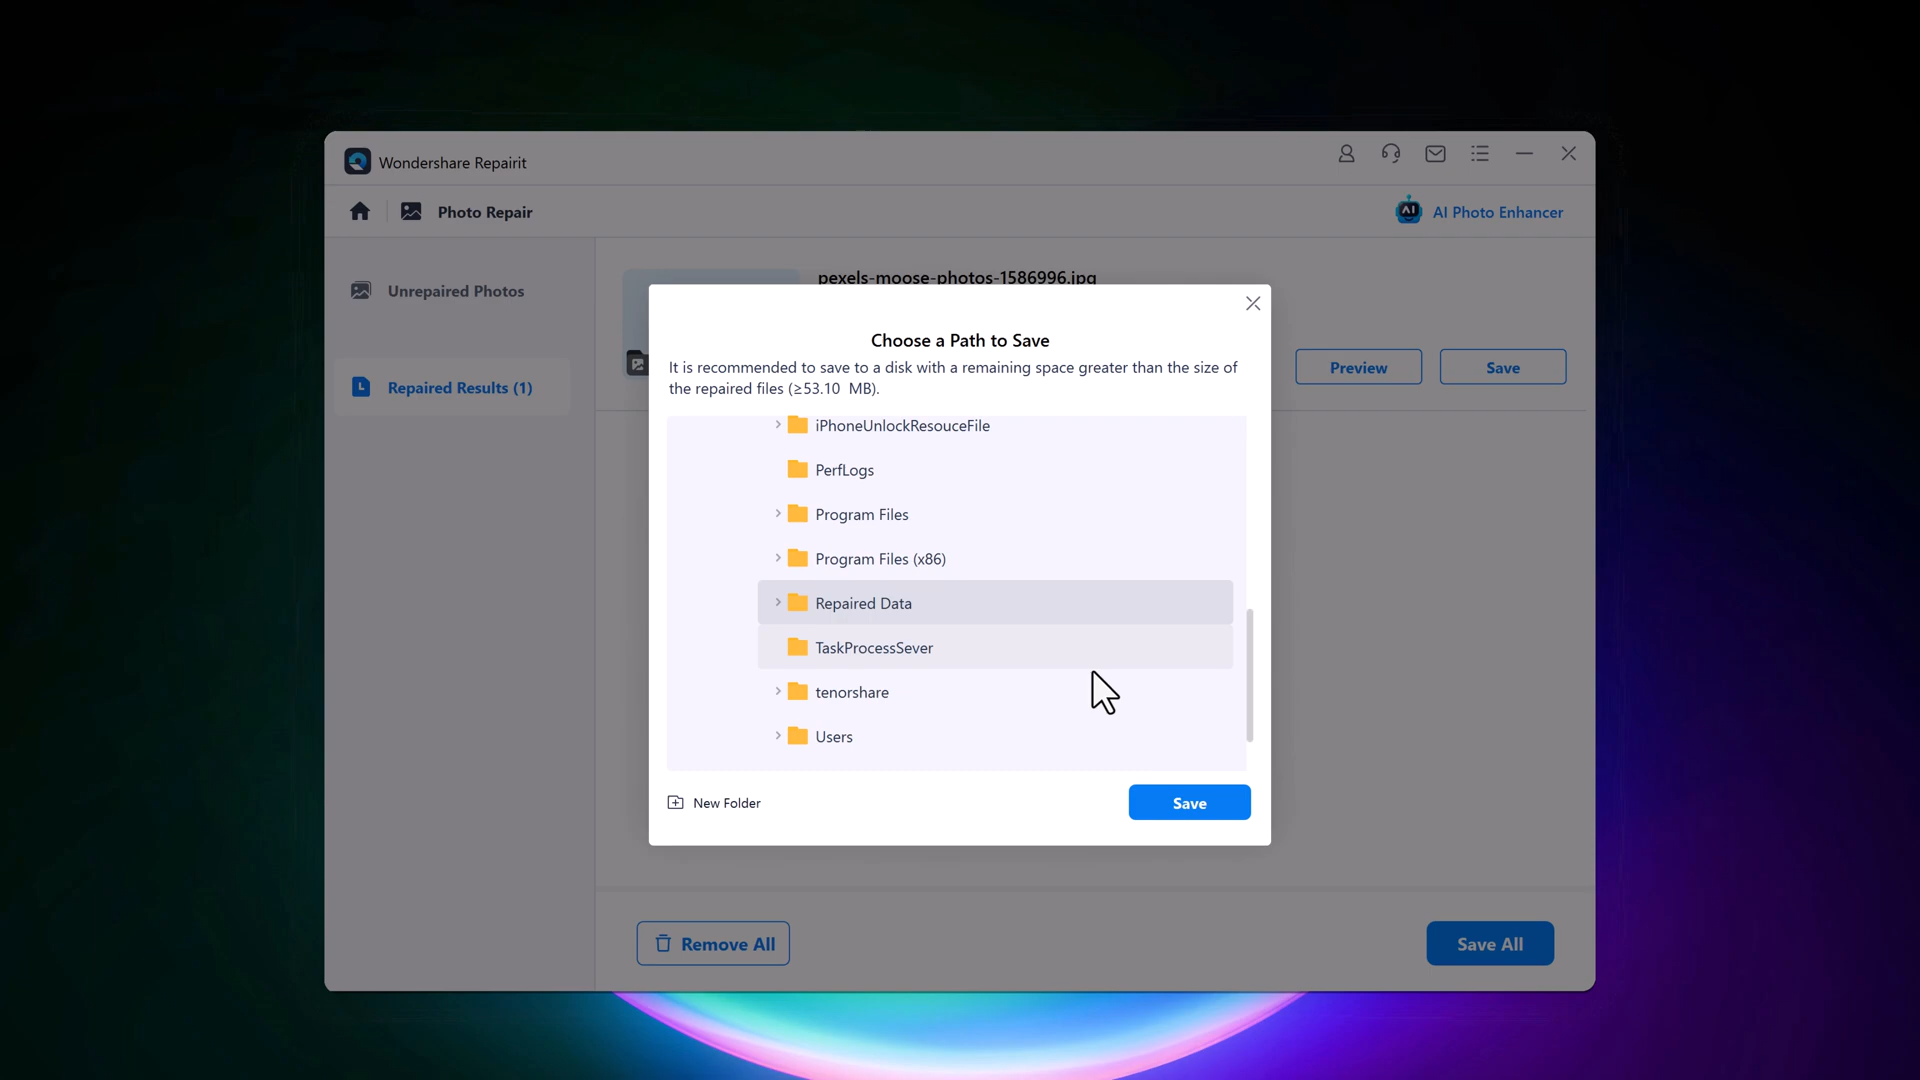 Wondershare Repairit
Photo Repair
AI
AI Photo Enhancer
Unrepaired Photos
Repaired Results (1)
pexels-moose-photos-1586996.jpg
Preview
Save
Choose a Path to Save
It is recommended to save to a disk with a remaining space greater than the size of
the repaired files (≥53.10 MB).
iPhoneUnlockResouceFile
PerfLogs
Program Files
Program Files (x86)
Repaired Data
TaskProcessSever
tenorshare
Users
New Folder
Save
Remove All
Save All